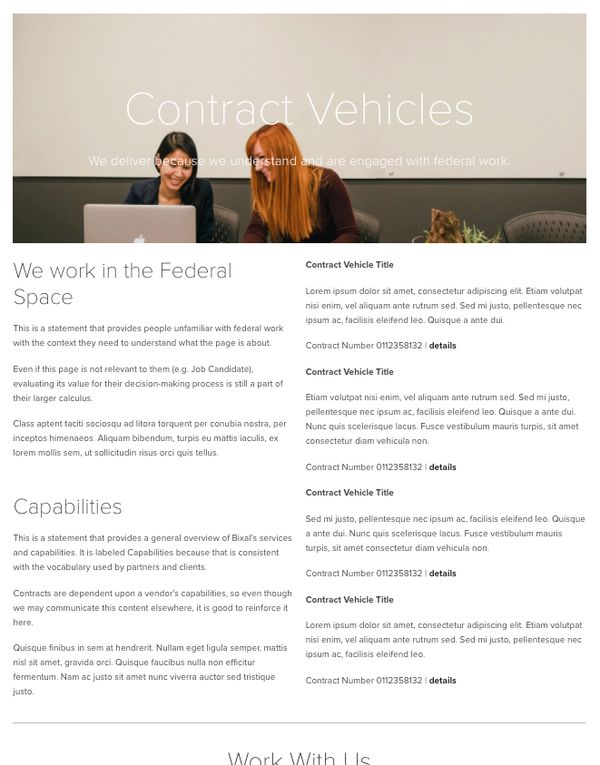 Contract Vehicles
We deliver because we understand and are engaged with federal work.
We work in the Federal
Space
This is a statement that provides people unfamiliar with federal work
with the context they need to understand what the page is about.
Even if this page is not relevant to them (e.g. Job Candidate),
evaluating its value for their decision-making process is still a part of
their larger calculus.
Class aptent taciti sociosqu ad litora torquent per conubia nostra, per
inceptos himenaeos. Aliquam bibendum, turpis eu mattis iaculis, ex
lorem mollis sem, ut sollicitudin risus orci quis tellus.
Capabilities
This is a statement that provides a general overview of Bixal's services
and capabilities. It is labeled Capabilities because that is consistent
with the vocabulary used by partners and clients.
Contracts are dependent upon a vendor's capabilities, so even though
we may communicate this content elsewhere, it is good to reinforce it
here.
Quisque finibus in sem at hendrerit. Nullam eget ligula semper, mattis
nisl sit amet, gravida orci. Quisque faucibus nulla non efficitur
fermentum. Nam ac justo sit amet nunc viverra auctor sed tristique
justo.
Contract Vehicle Title
Lorem ipsum dolor sit amet, consectetur adipiscing elit. Etiam volutpat
nisi enim, vel aliquam ante rutrum sed. Sed mi justo, pellentesque nec
ipsum ac, facilisis eleifend leo. Quisque a ante dui.
Contract Number 0112358132 | details
Contract Vehicle Title
Etiam volutpat nisi enim, vel aliquam ante rutrum sed. Sed mi justo,
pellentesque nec ipsum ac, facilisis eleifend leo. Quisque a ante dui.
Nunc quis scelerisque lacus. Fusce vestibulum mauris turpis, sit amet
consectetur diam vehicula non.
Contract Number 0112358132 | details
Contract Vehicle Title
Sed mi justo, pellentesque nec ipsum ac, facilisis eleifend leo. Quisque
a ante dui. Nunc quis scelerisque lacus. Fusce vestibulum mauris
turpis, sit amet consectetur diam vehicula non.
Contract Number 0112358132 | details
Contract Vehicle Title
Lorem ipsum dolor sit amet, consectetur adipiscing elit. Etiam volutpat
nisi enim, vel aliquam ante rutrum sed. Sed mi justo, pellentesque nec
ipsum ac, facilisis eleifend leo.
Contract Number 0112358132 | details
Work With Us